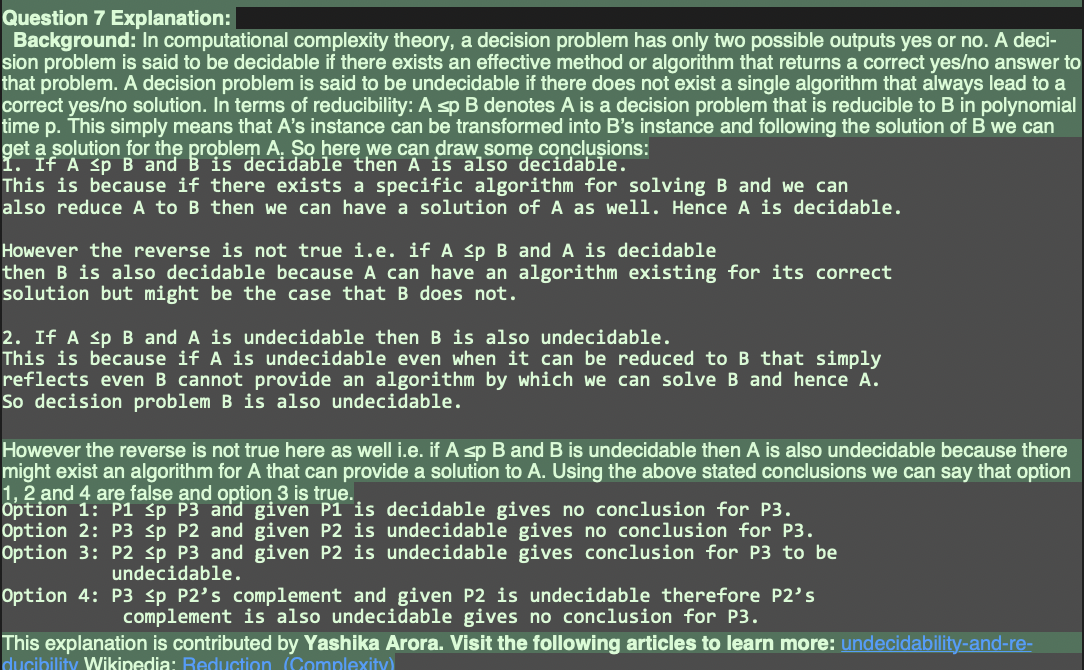 Question 7 Explanation:
Background: In computational complexity theory, a decision problem has only two possible outputs yes or no. A deci-
sion problem is said to be decidable if there exists an effective method or algorithm that returns a correct yes/no answer to
that problem. A decision problem is said to be undecidable if there does not exist a single algorithm that always lead to a
correct yes/no solution. In terms of reducibility: A ≤p B denotes A is a decision problem that is reducible to B in polynomial
time p. This simply means that A's instance can be transformed into B's instance and following the solution of B we can
get a solution for the problem A. So here we can draw some conclusions:
1. If A ≤p B and B is decidable then A is also decidable.
This is because if there exists a specific algorithm for solving B and we can
also reduce A to B then we can have a solution of A as well. Hence A is decidable.
However the reverse is not true i.e. if A ≤p B and A is decidable
then B is also decidable because A can have an algorithm existing for its correct
solution but might be the case that B does not.
2. If A ≤p B and A is undecidable then B is also undecidable.
This is because if A is undecidable even when it can be reduced to B that simply
reflects even B cannot provide an algorithm by which we can solve B and hence A.
So decision problem B is also undecidable.
However the reverse is not true here as well i.e. if A ≤p B and B is undecidable then A is also undecidable because there
might exist an algorithm for A that can provide a solution to A. Using the above stated conclusions we can say that option
1, 2 and 4 are false and option 3 is true.
Option 1: P1 ≤p P3 and given P1 is decidable gives no conclusion for P3.
Option 2: P3 ≤p P2 and given P2 is undecidable gives no conclusion for P3.
Option 3: P2 ≤p P3 and given P2 is undecidable gives conclusion for P3 to be
undecidable.
Option 4: P3 ≤p P2's complement and given P2 is undecidable therefore P2's
complement is also undecidable gives no conclusion for P3.
This explanation is contributed by Yashika Arora. Visit the following articles to learn more: undecidability-and-re-
ducibility Wikipedia: Reduction_(Complexity)